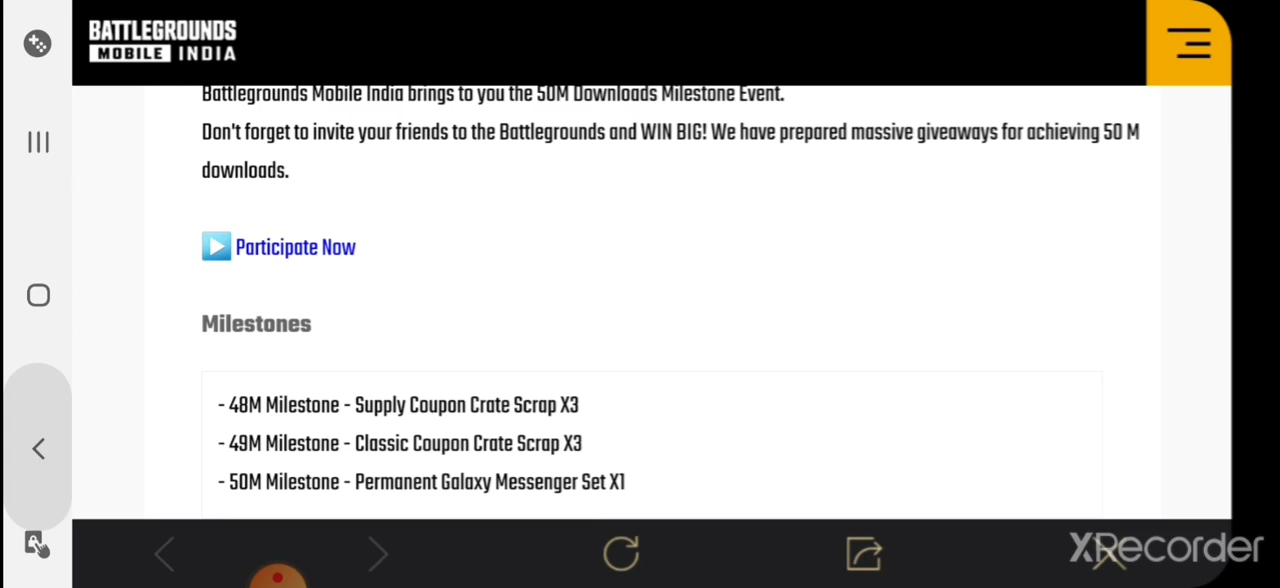 BATTLEGROUNDS
MOBILE INDIA
Battlegrounds Mobile India brings to you the 50M Downloads Milestone Event.
Don't forget to invite your friends to the Battlegrounds and WIN BIG! We have prepared massive giveaways for achieving 50 M
downloads.
Participate Now
Milestones
- 48M Milestone - Supply Coupon Crate Scrap X3
- 49M Milestone - Classic Coupon Crate Scrap X3
- 50M Milestone - Permanent Galaxy Messenger Set X1
XRecorder